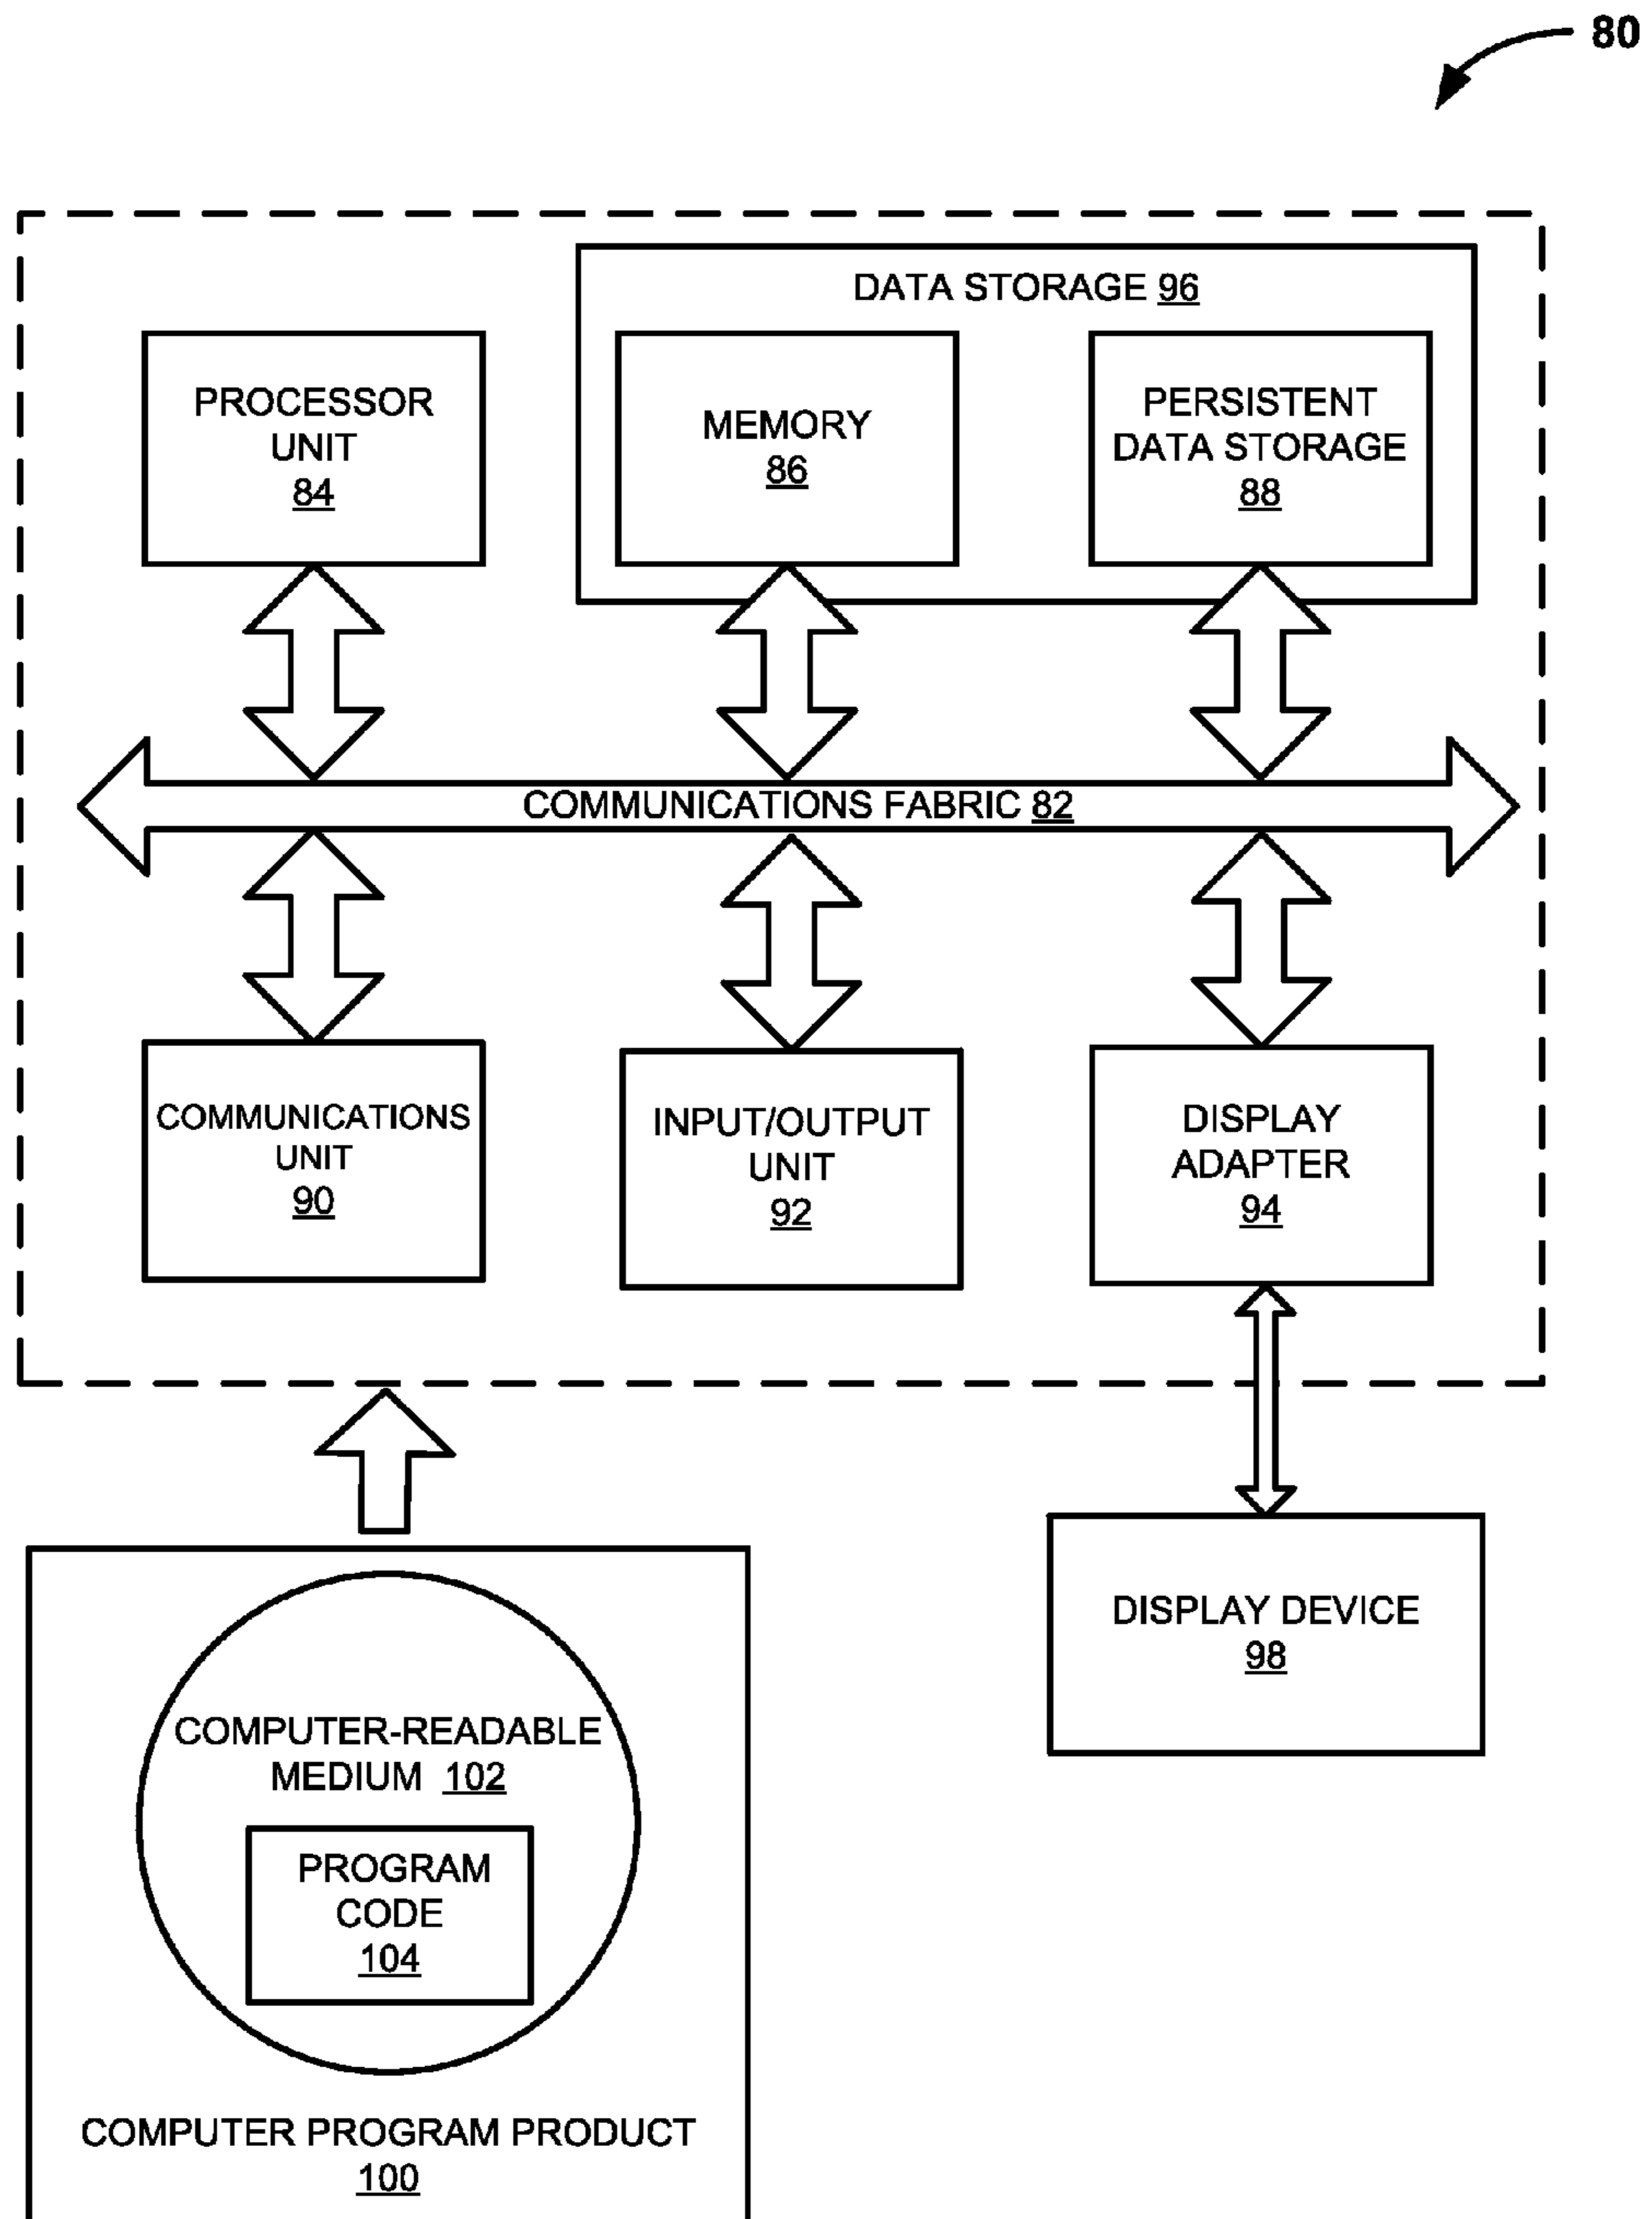 80
DATA STORAGE 96
PROCESSOR
UNIT
84
MEMORY
86
PERSISTENT
DATA STORAGE
88
COMMUNICATIONS FABRIC 82
COMMUNICATIONS
UNIT
90
INPUT/OUTPUT
UNIT
92
DISPLAY
ADAPTER
94
DISPLAY DEVICE
98
COMPUTER-READABLE
MEDIUM 102
PROGRAM
CODE
104
COMPUTER PROGRAM PRODUCT
100